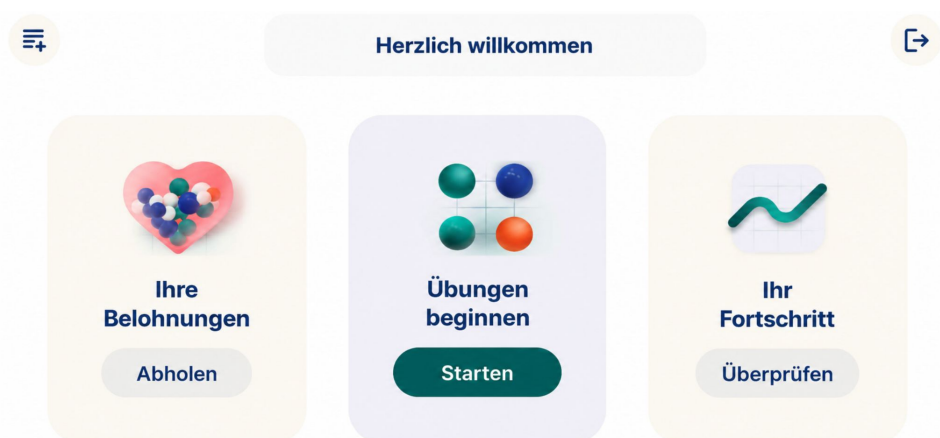 Herzlich willkommen
Ihre
Belohnungen
Abholen
Übungen
beginnen
Starten
Ihr
Fortschritt
Überprüfen